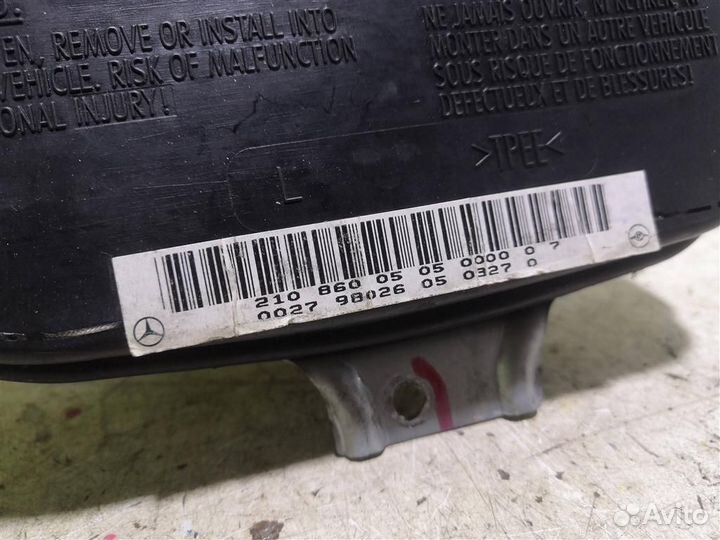 EN, REMOVE OR INSTALL INTO
VEHICLE. RISK OF MALFUNCTION
ONAL INJURY!
NE JAMAIS OUVRIR, NI RETIRER, NI
MONTER DANS UN AUTRE VÉHICULE
SOUS RISQUE DE FONCTIONNEMENT
DÉFECTUEUX ET DE BLESSURES!
>TPEE<
L
210 860 05 05 0000 0 7
0027 98026 05 0327 0
Avito